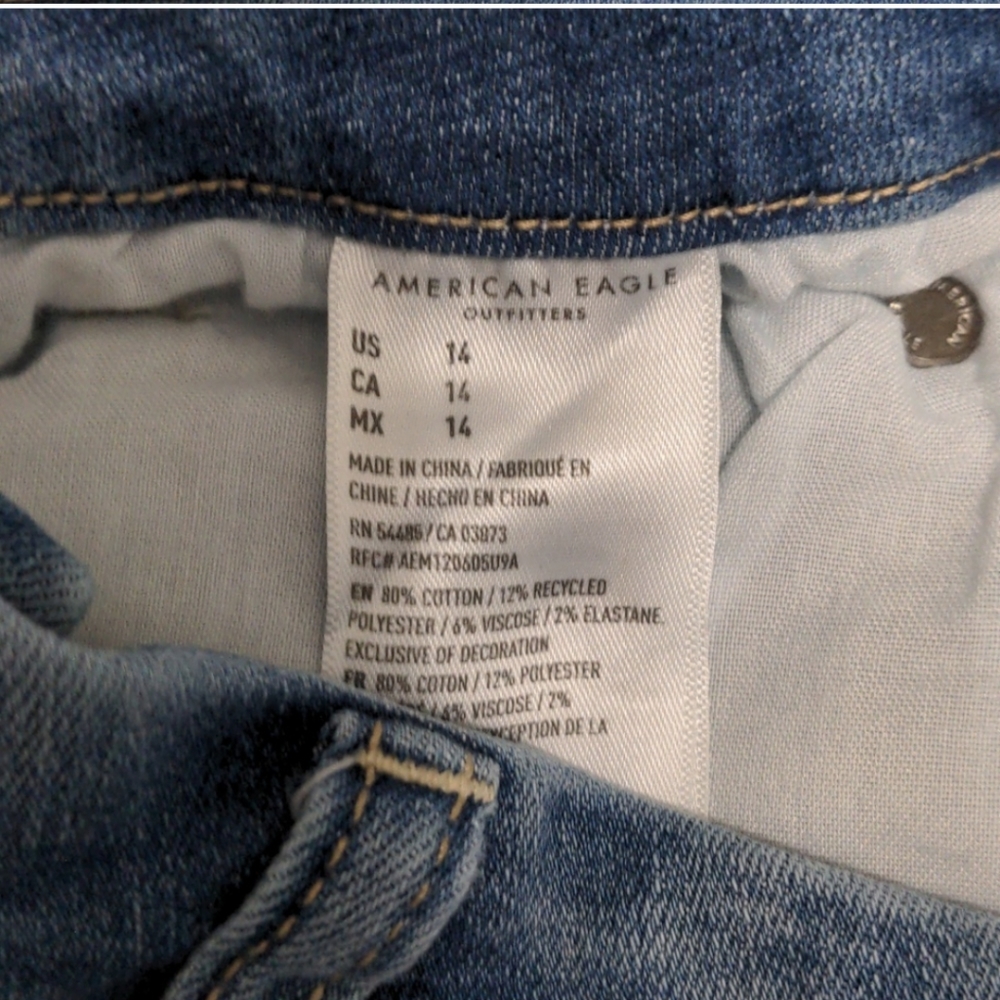 AMERICAN EAGLE
OUTFITTERS
US 14
CA 14
MX 14
MADE IN CHINA / FABRIQUÉ EN
CHINE / HECHO EN CHINA
RN 54485/CA 03873
RFC# AEM120605U9A
EN 80% COTTON / 12% RECYCLED
POLYESTER / 6% VISCOSE / 2% ELASTANE.
EXCLUSIVE OF DECORATION
FR 80% COTON / 12% POLYESTER
/ 6% VISCOSE / 2%
DE LA